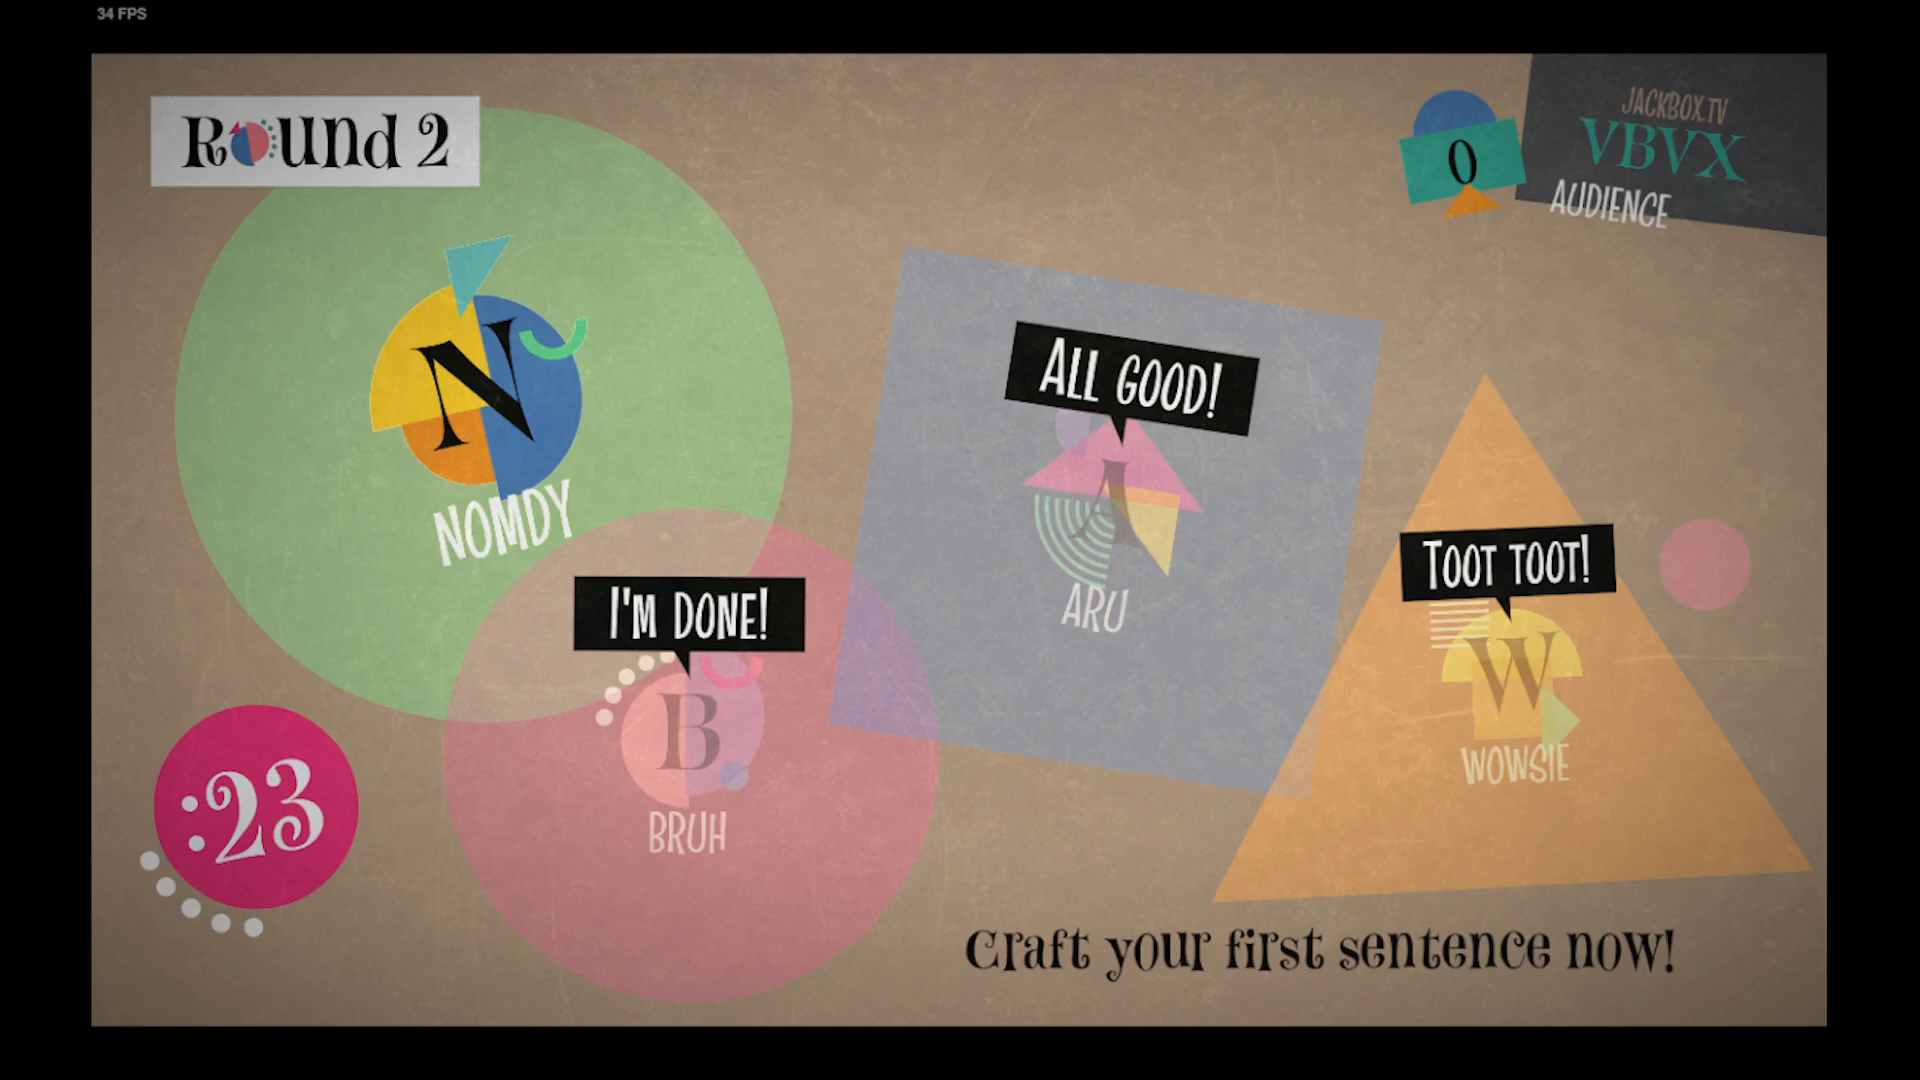 34 FPS
Round 2
JACKBOX.TV
VBVX
0
AUDIENCE
N
NOMDY
ALL GOOD!
A
ARU
TOOT TOOT!
W
WOWSIE
I'M DONE!
B
BRUH
:23
Craft your first sentence now!